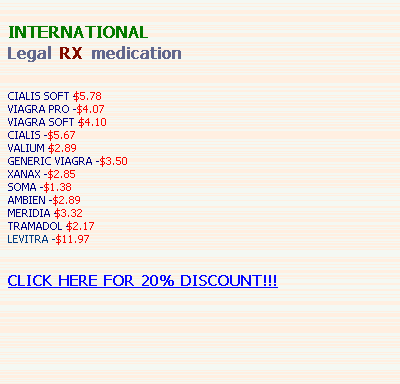 INTERNATIONAL
Legal RX medication
CIALIS SOFT $5.78
VIAGRA PRO -$4.07
VIAGRA SOFT $4.10
CIALIS -$5.67
VALIUM $2.89
GENERIC VIAGRA -$3.50
XANAX -$2.85
SOMA -$1.38
AMBIEN -$2.89
MERIDIA $3.32
TRAMADOL $2.17
LEVITRA -$11.97
CLICK HERE FOR 20% DISCOUNT!!!